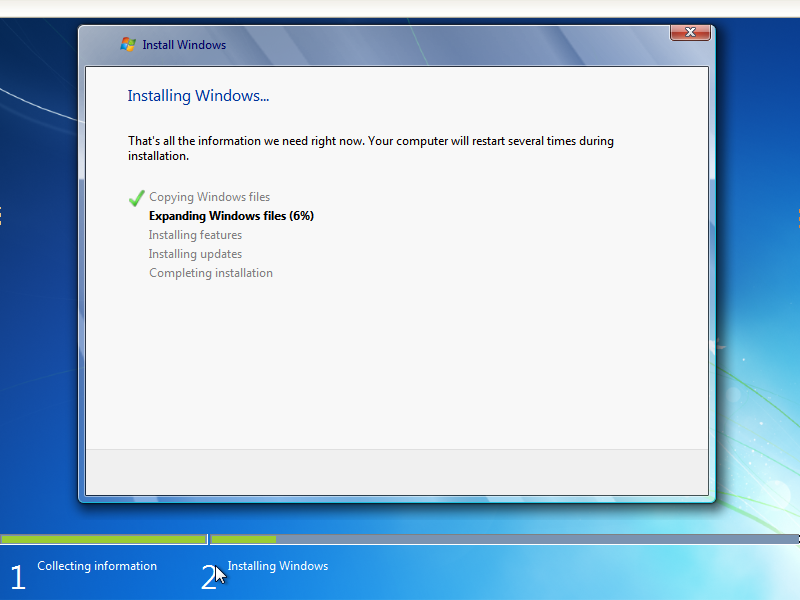 Install Windows
Installing Windows...
That's all the information we need right now. Your computer will restart several times during
installation.
Copying Windows files
Expanding Windows files (6%)
Installing features
Installing updates
Completing installation
1 Collecting information
2 Installing Windows